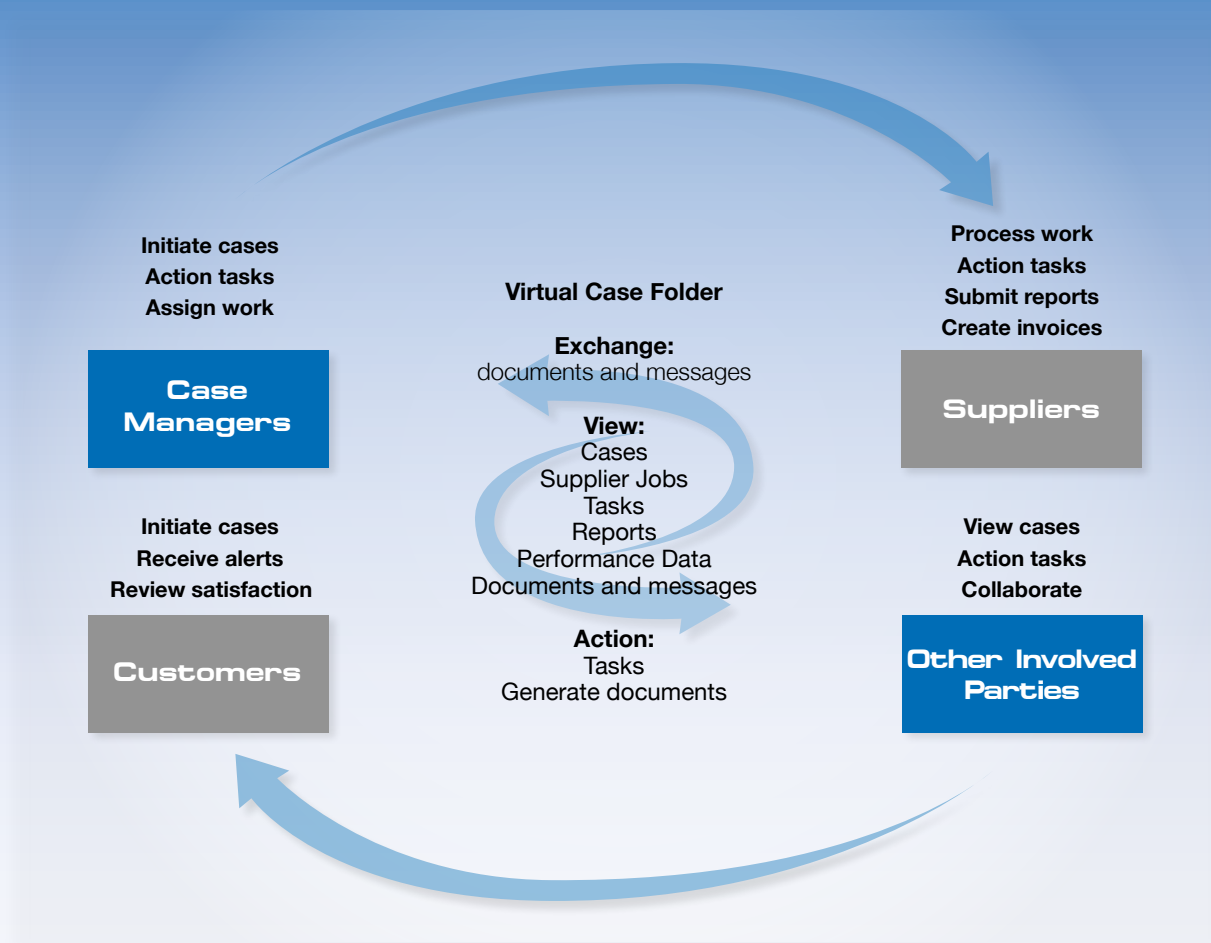 Initiate cases
Action tasks
Assign work
Case
Managers
Initiate cases
Receive alerts
Review satisfaction
Customers
Virtual Case Folder
Exchange:
documents and messages
View:
Cases
Supplier Jobs
Tasks
Reports
Performance Data
Documents and messages
Action:
Tasks
Generate documents
Process work
Action tasks
Submit reports
Create invoices
Suppliers
View cases
Action tasks
Collaborate
Other Involved
Parties